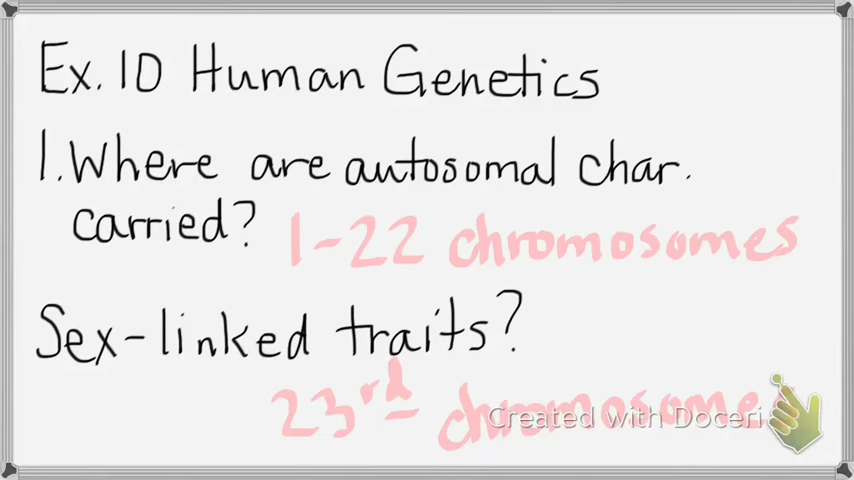 Ex. 10 Human Genetics
1. Where are autosomal char.
carried? 1-22 chromosomes
Sex-linked traits?
23rd chromosomes
Created with Doceri